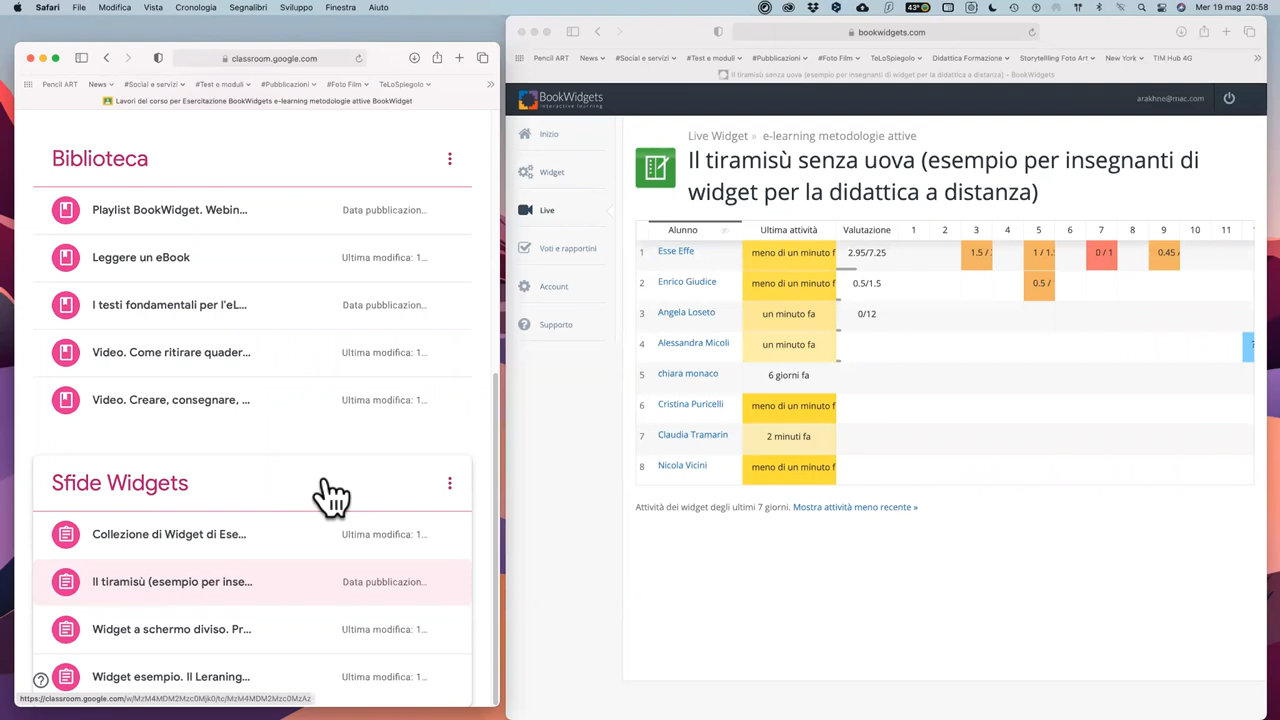 Safari File Modifica Vista Cronologia Segnalibri Sviluppo Finestra Aiuto
43° Mar 19 mag 20:58
classroom.google.com
Pencil ART News #Social e servizi #Test e moduli #Pubblicazioni #Foto Film TeLoSpiego
Lavori del corso per Esercitazione BookWidgets e-learning metodologie attive BookWidget
Biblioteca
Playlist BookWidget. Webin... Data pubblicazion...
Leggere un eBook Ultima modifica: 1...
I testi fondamentali per l'eL... Data pubblicazion...
Video. Come ritirare quader... Ultima modifica: 1...
Video. Creare, consegnare, ... Ultima modifica: 1...
Sfide Widgets
Collezione di Widget di Ese... Ultima modifica: 1...
Il tiramisù (esempio per inse... Data pubblicazion...
Widget a schermo diviso. Pr... Ultima modifica: 1...
Widget esempio. Il Leraning... Ultima modifica: 1...
bookwidgets.com
Pencil ART News #Social e servizi #Test e moduli #Pubblicazioni #Foto Film TeLoSpiego Didattica Formazione Storytelling Foto Art New York TIM Hub 4G
Il tiramisù senza uova (esempio per insegnanti di widget per la didattica a distanza) - BookWidgets
BookWidgets
interactive learning
arakhne@mac.com
Inizio
Widget
Live
Voti e rapportini
Account
Supporto
Live Widget » e-learning metodologie attive
Il tiramisù senza uova (esempio per insegnanti di
widget per la didattica a distanza)
Alunno Ultima attività Valutazione 1 2 3 4 5 6 7 8 9 10 11
1 Esse Effe meno di un minuto f 2.95/7.25 1.5 / 1 / 1. 0 / 1 0.45 /
2 Enrico Giudice meno di un minuto f 0.5/1.5 0.5 /
3 Angela Loseto un minuto fa 0/12
4 Alessandra Micoli un minuto fa
5 chiara monaco 6 giorni fa
6 Cristina Puricelli meno di un minuto f
7 Claudia Tramarin 2 minuti fa
8 Nicola Vicini meno di un minuto f
Attività dei widget degli ultimi 7 giorni. Mostra attività meno recente »